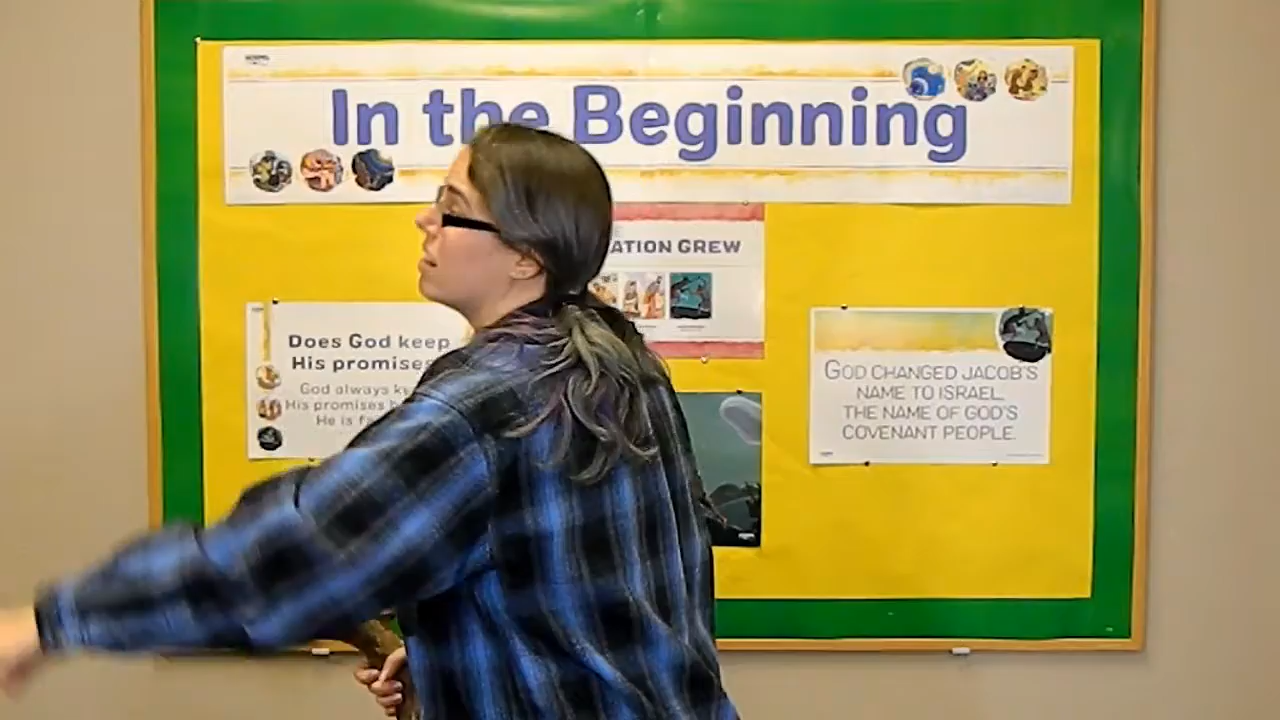 In the Beginning
ATION GREW
Does God keep
His promises
God always
His promises
He is
GOD CHANGED JACOB'S
NAME TO ISRAEL,
THE NAME OF GOD'S
COVENANT PEOPLE.